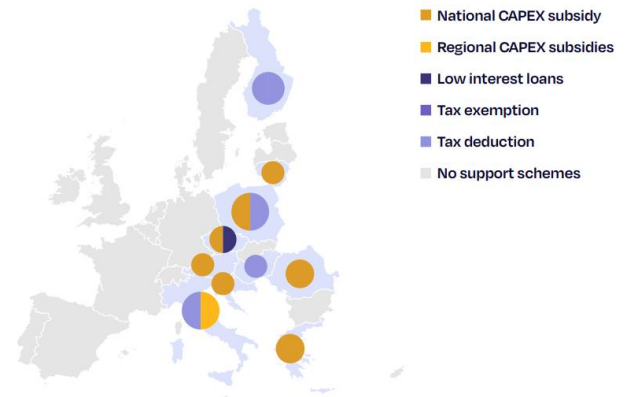 National CAPEX subsidy
Regional CAPEX subsidies
Low interest loans
Tax exemption
Tax deduction
No support schemes